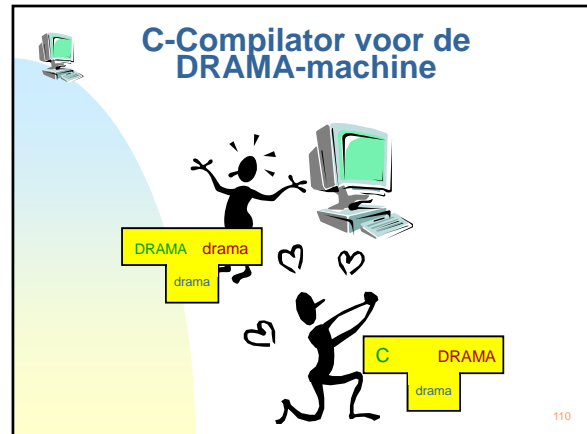 C-Compilator voor de
DRAMA-machine
DRAMA drama
drama
C DRAMA
drama
110